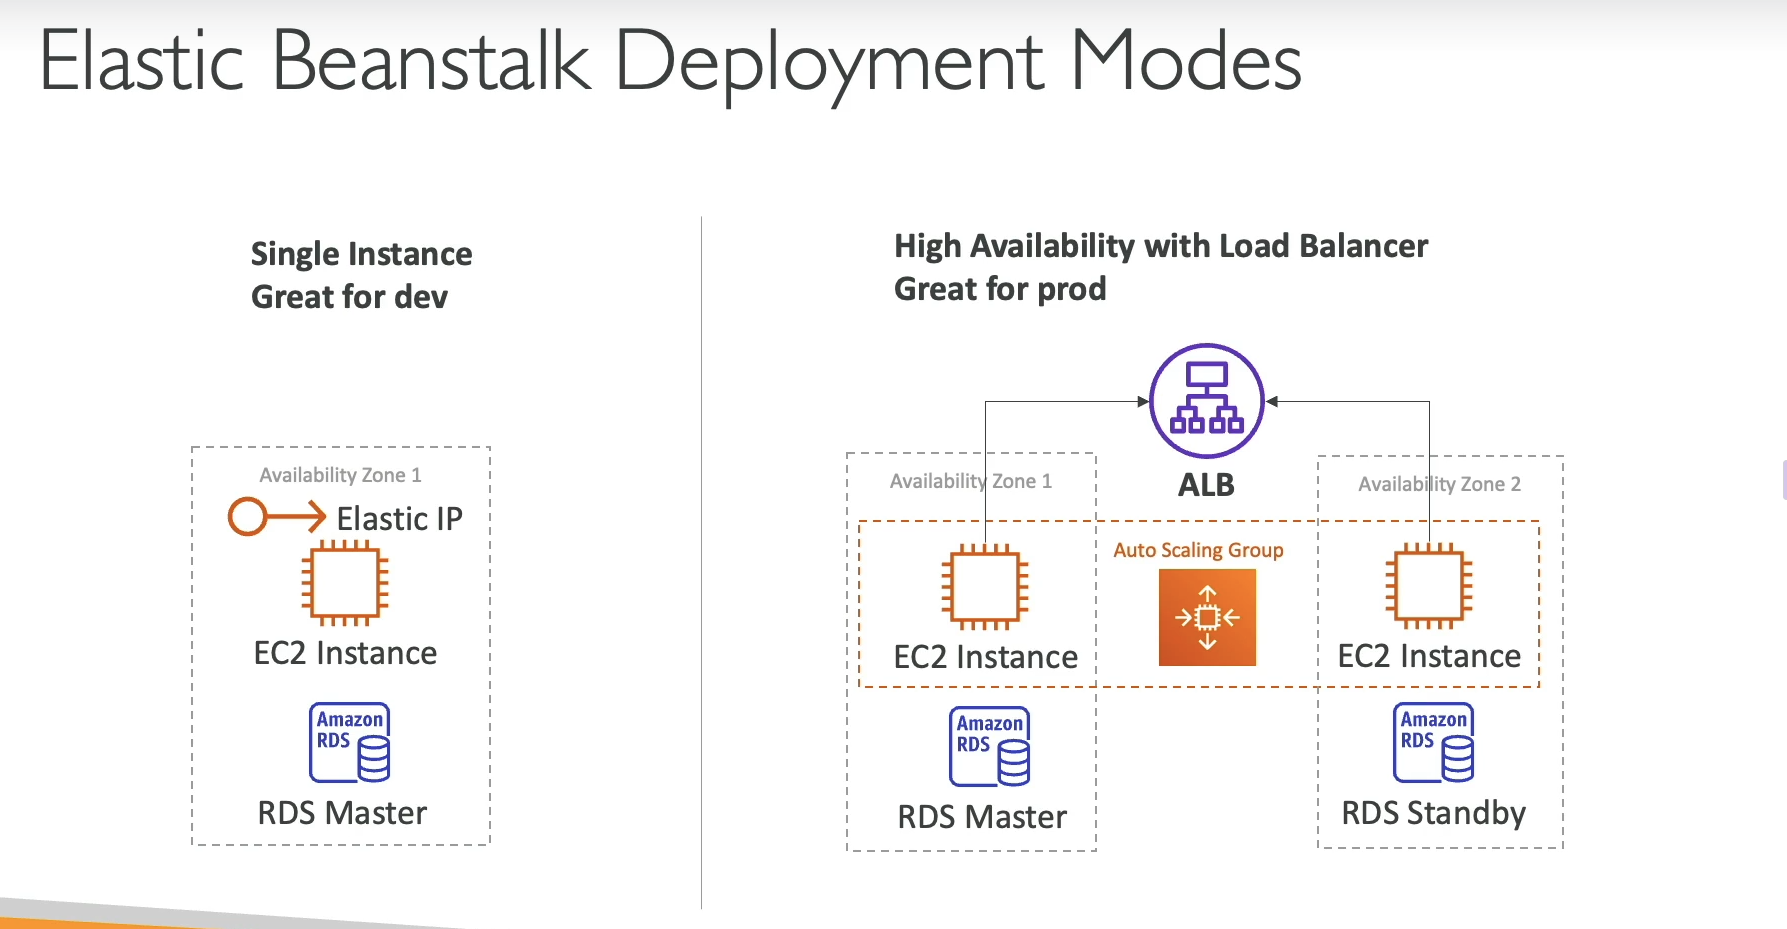 Elastic Beanstalk Deployment Modes
Single Instance
Great for dev
Availability Zone 1
Elastic IP
EC2 Instance
Amazon
RDS
RDS Master
High Availability with Load Balancer
Great for prod
ALB
Availability Zone 1
Availability Zone 2
Auto Scaling Group
EC2 Instance
EC2 Instance
Amazon
RDS
RDS Master
Amazon
RDS
RDS Standby